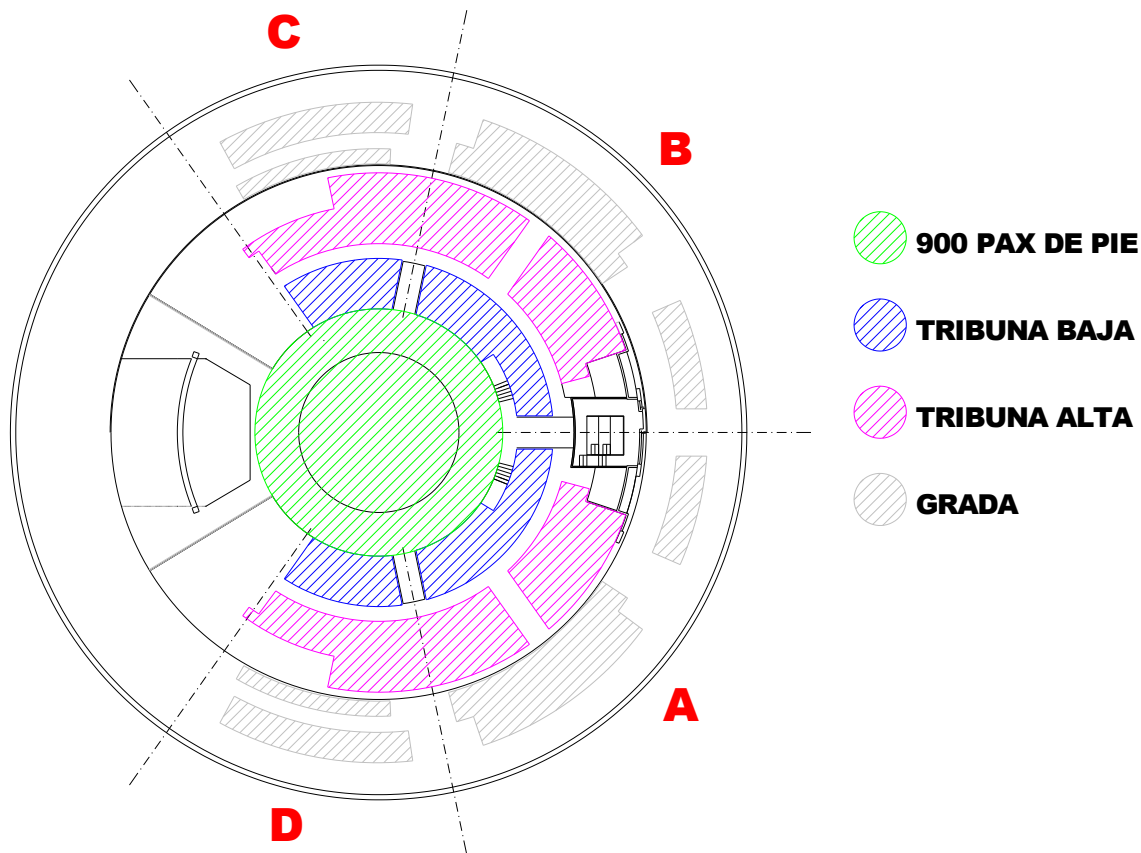 C
B
900 PAX DE PIE
TRIBUNA BAJA
TRIBUNA ALTA
GRADA
A
D